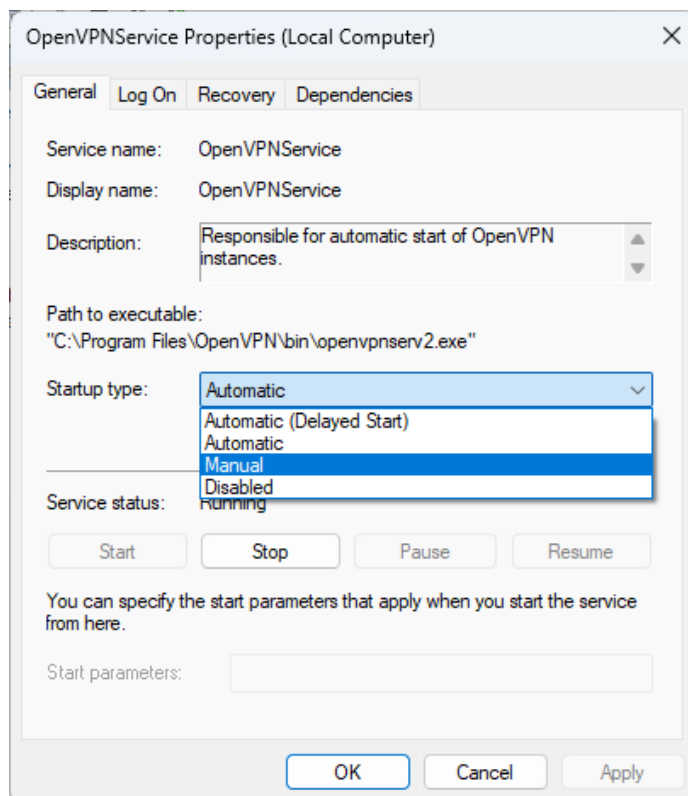 OpenVPNService Properties (Local Computer)
General Log On Recovery Dependencies
Service name: OpenVPNService
Display name: OpenVPNService
Description: Responsible for automatic start of OpenVPN
instances.
Path to executable:
"C:\Program Files\OpenVPN\bin\openvpnserv2.exe"
Startup type: Automatic
Automatic (Delayed Start)
Automatic
Manual
Disabled
Service status: Running
Start Stop Pause Resume
You can specify the start parameters that apply when you start the service
from here.
Start parameters:
OK Cancel Apply